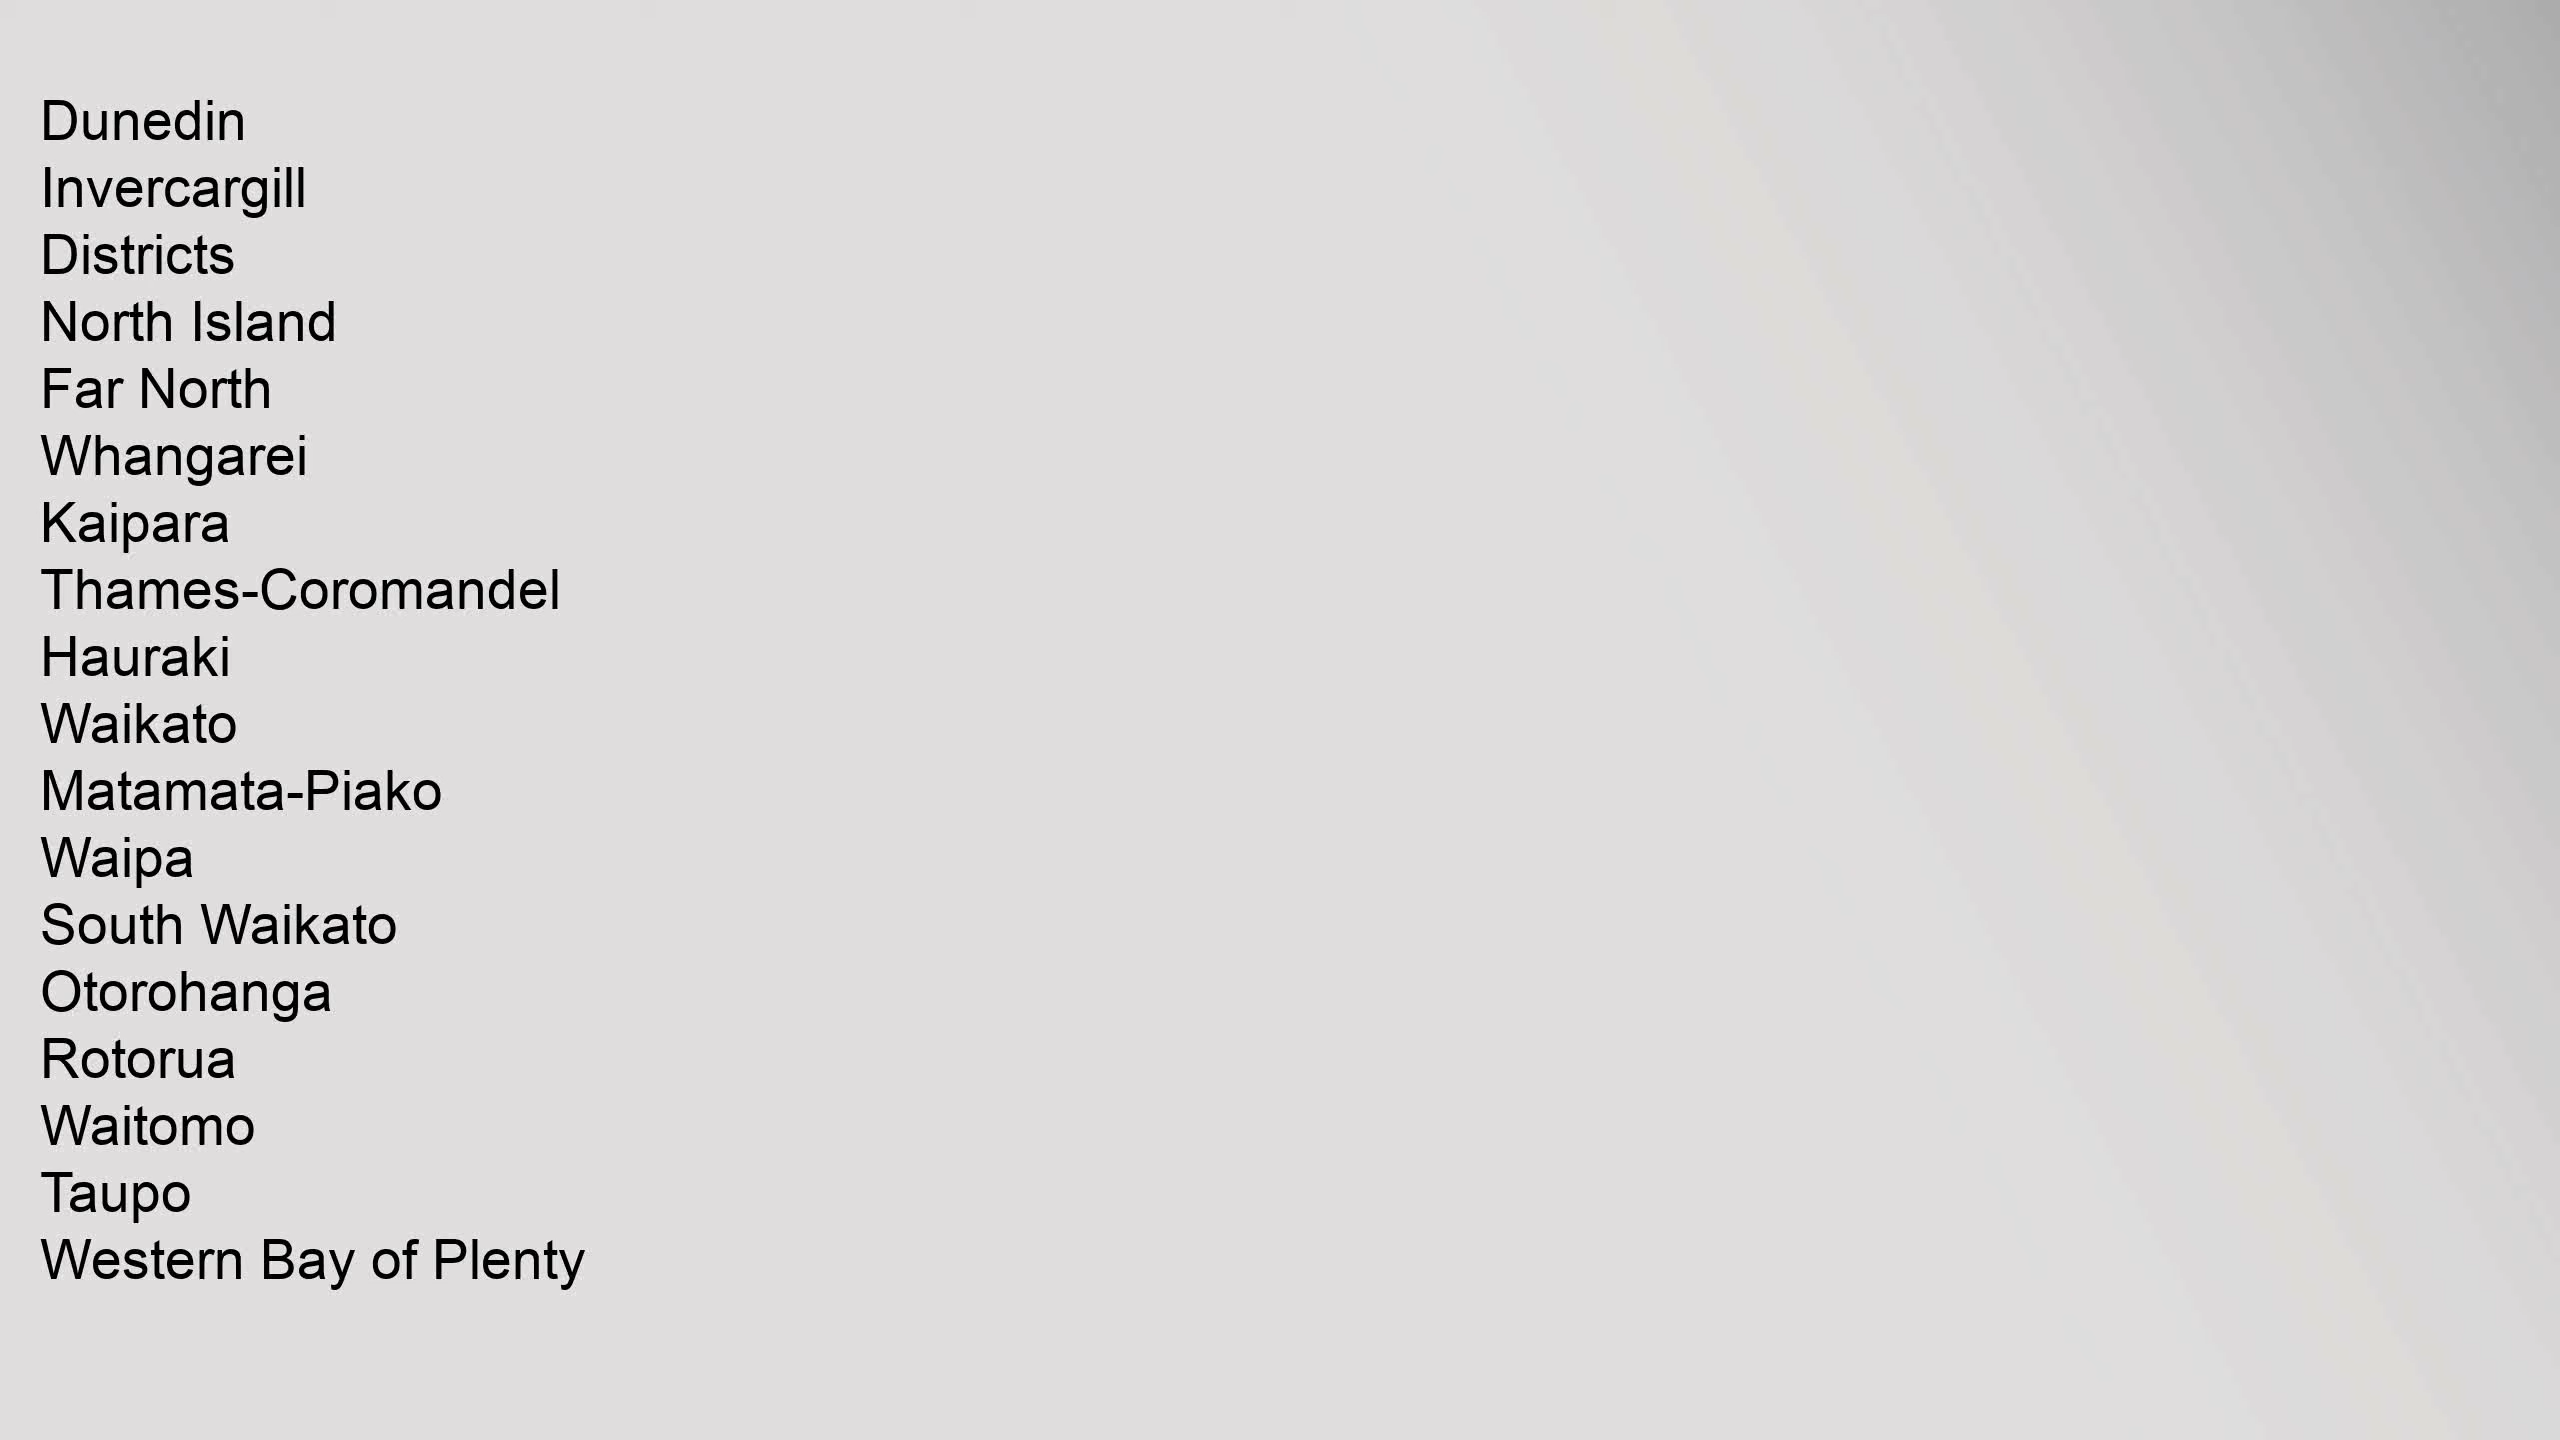 Dunedin
Invercargill
Districts
North Island
Far North
Whangarei
Kaipara
Thames-Coromandel
Hauraki
Waikato
Matamata-Piako
Waipa
South Waikato
Otorohanga
Rotorua
Waitomo
Taupo
Western Bay of Plenty